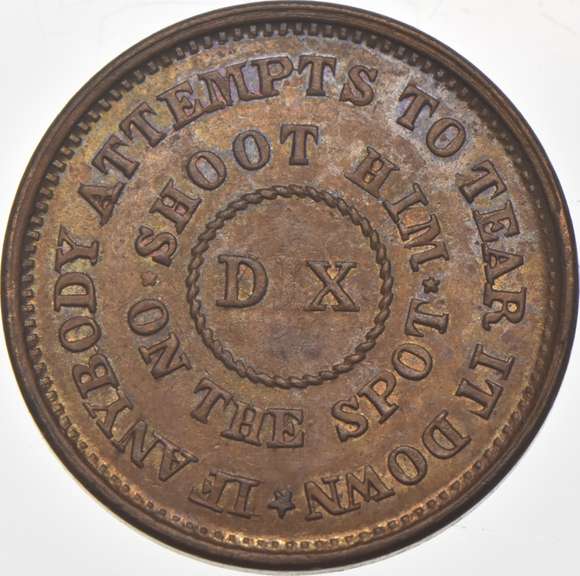 IF ANYBODY ATTEMPTS TO TEAR IT DOWN
SHOOT HIM
ON THE SPOT
DIX